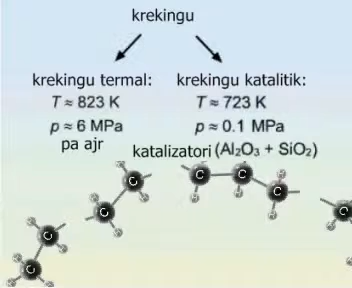 krekingu
krekingu termal:
T ≈ 823 K
p ≈ 6 MPa
pa ajr
krekingu katalitik:
T ≈ 723 K
p ≈ 0.1 MPa
katalizatori (Al₂O₃ + SiO₂)
C
C
C
C
C
C
C
C